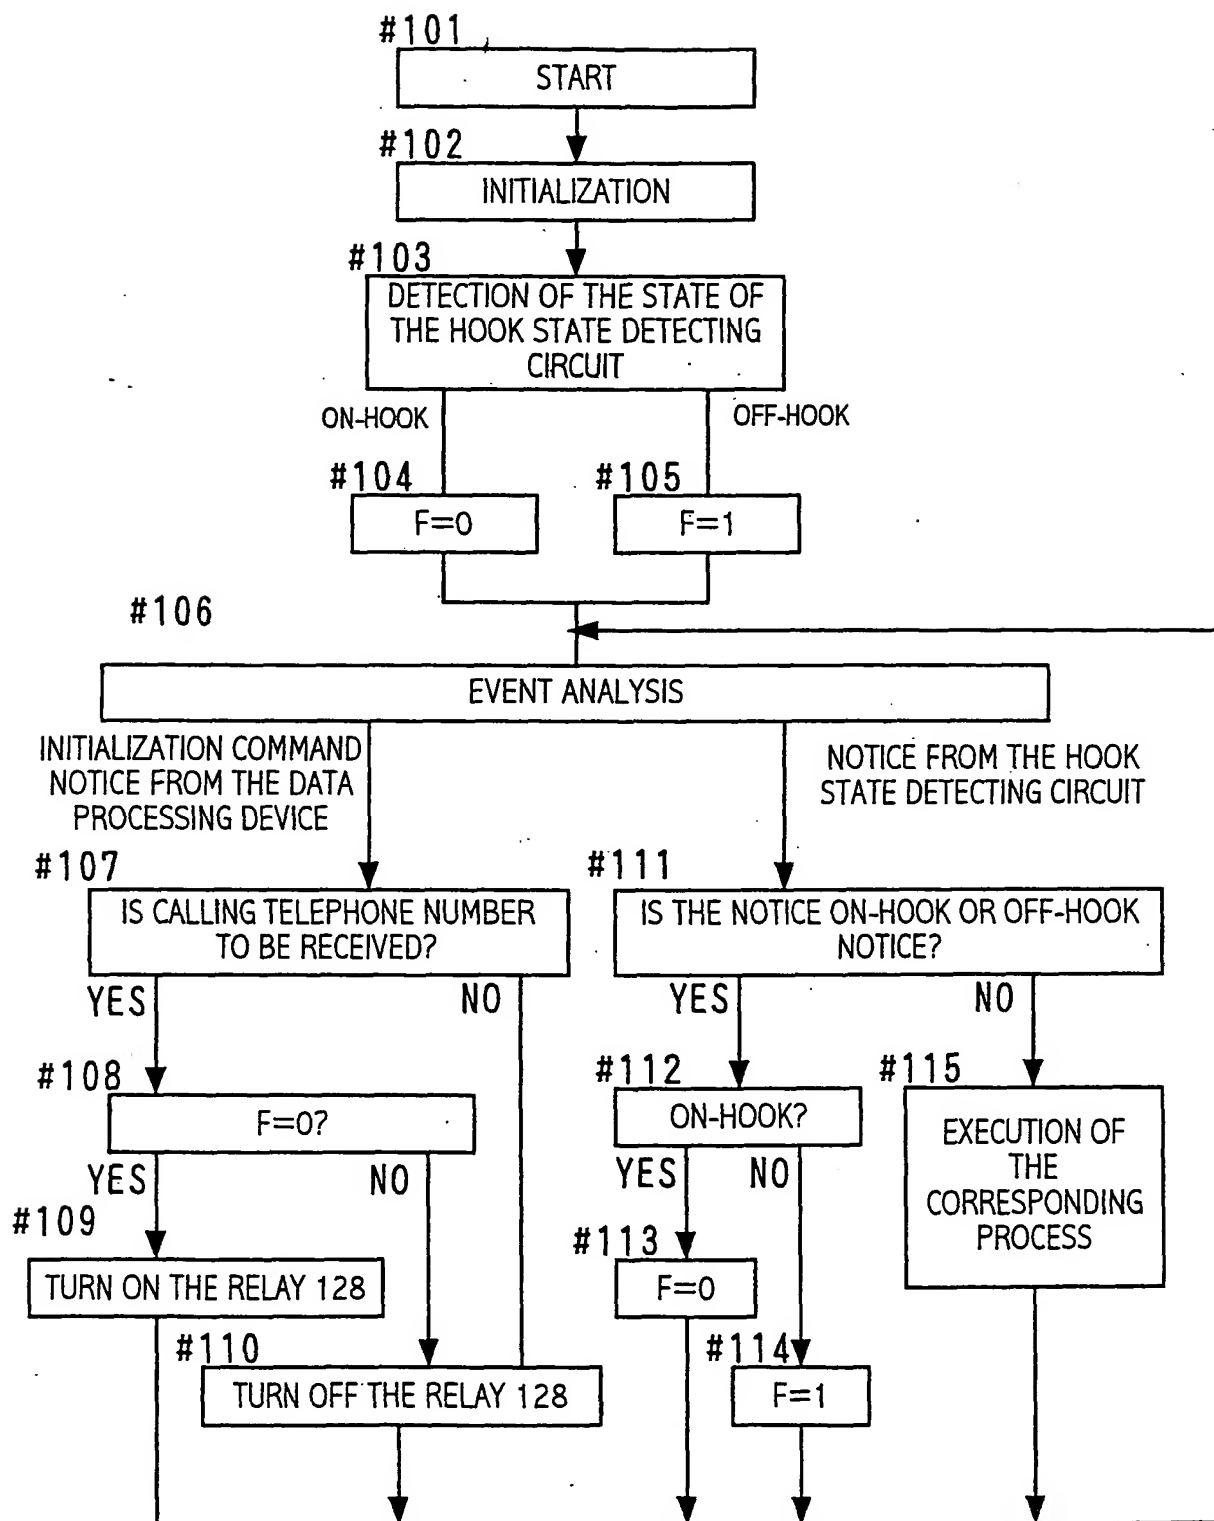 #101
START
#102
INITIALIZATION
#103
DETECTION OF THE STATE OF
THE HOOK STATE DETECTING
CIRCUIT
ON-HOOK
OFF-HOOK
#104
F=0
#105
F=1
#106
EVENT ANALYSIS
INITIALIZATION COMMAND
NOTICE FROM THE DATA
PROCESSING DEVICE
NOTICE FROM THE HOOK
STATE DETECTING CIRCUIT
#107
IS CALLING TELEPHONE NUMBER
TO BE RECEIVED?
YES
NO
#111
IS THE NOTICE ON-HOOK OR OFF-HOOK
NOTICE?
YES
NO
#108
F=0?
YES
NO
#112
ON-HOOK?
YES
NO
#115
EXECUTION OF
THE
CORRESPONDING
PROCESS
#109
TURN ON THE RELAY 128
#113
F=0
#110
TURN OFF THE RELAY 128
#114
F=1